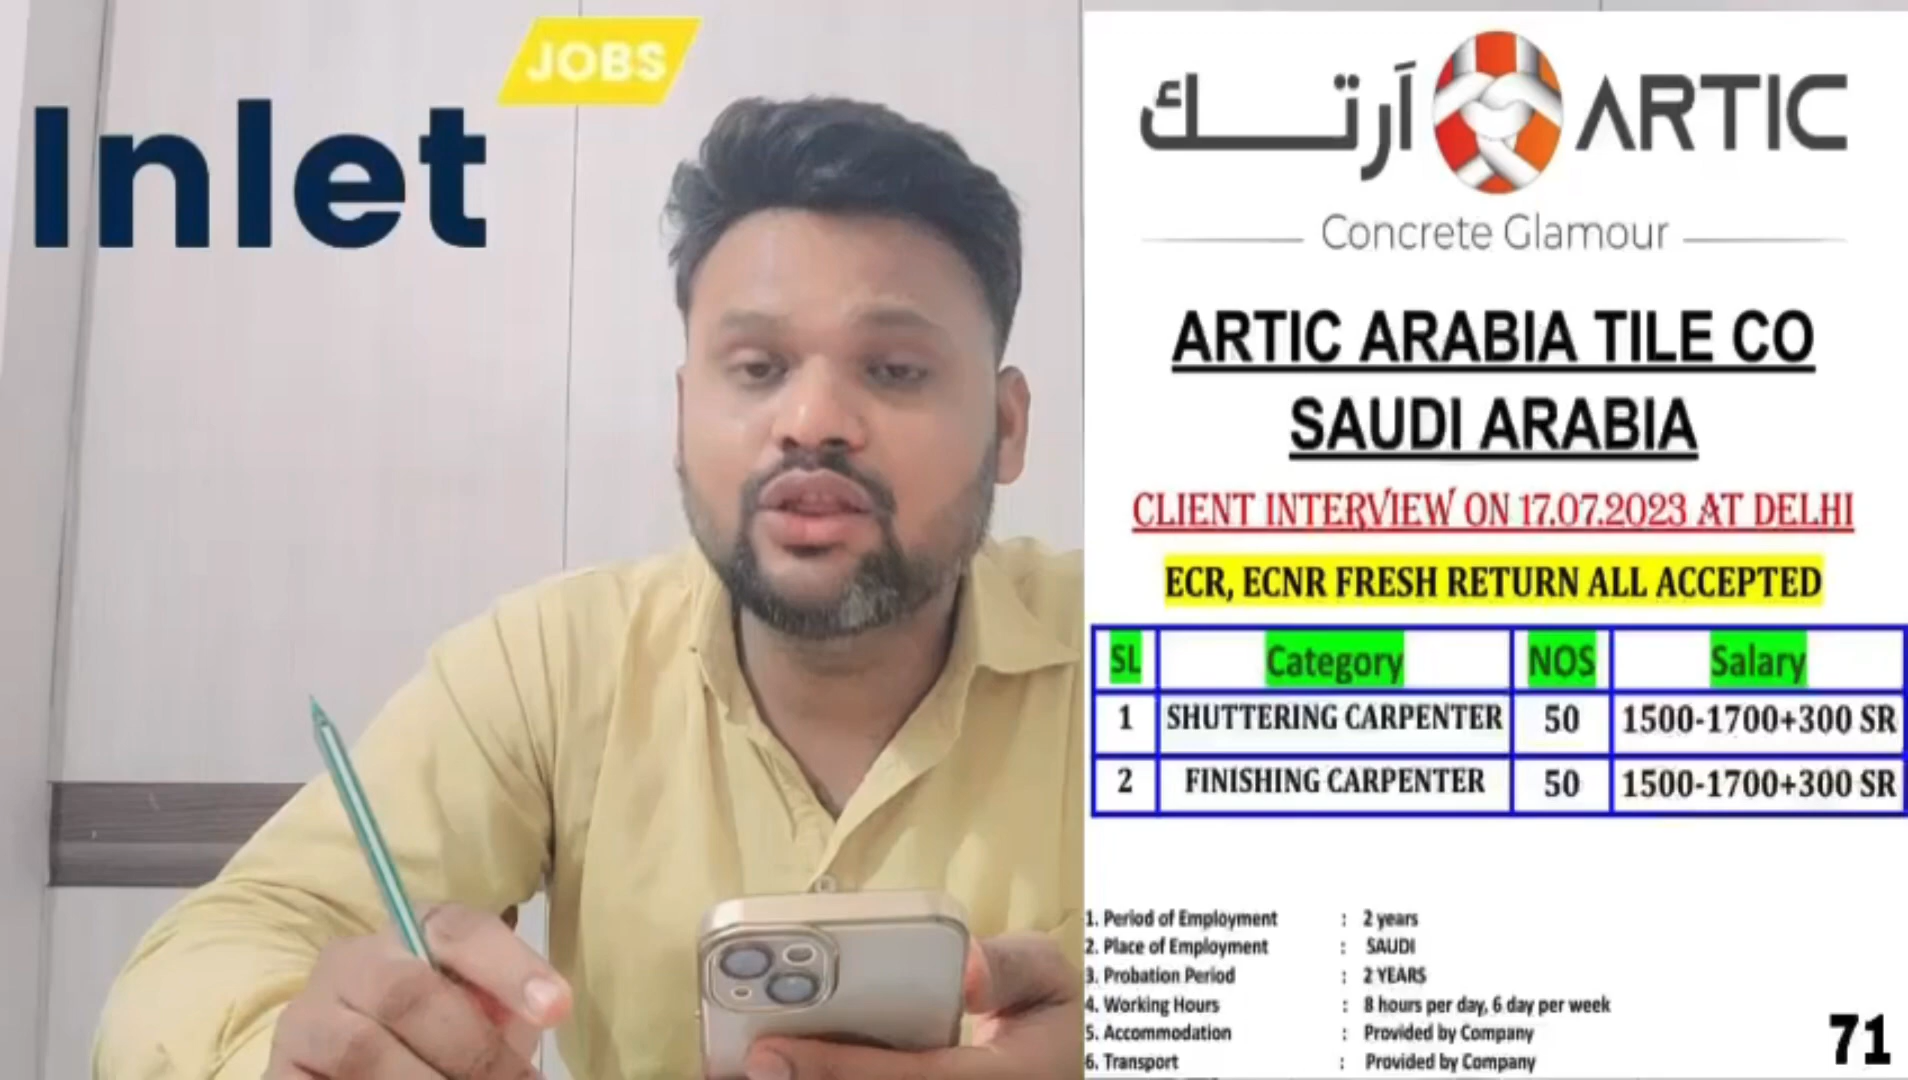 JOBS
Inlet
آرتك ARTIC
Concrete Glamour
ARTIC ARABIA TILE CO
SAUDI ARABIA
CLIENT INTERVIEW ON 17.07.2023 AT DELHI
ECR, ECNR FRESH RETURN ALL ACCEPTED
SL Category NOS Salary
1 SHUTTERING CARPENTER 50 1500-1700+300 SR
2 FINISHING CARPENTER 50 1500-1700+300 SR
1. Period of Employment : 2 years
2. Place of Employment : SAUDI
3. Probation Period : 2 YEARS
4. Working Hours : 8 hours per day, 6 day per week
5. Accommodation : Provided by Company
6. Transport : Provided by Company
71